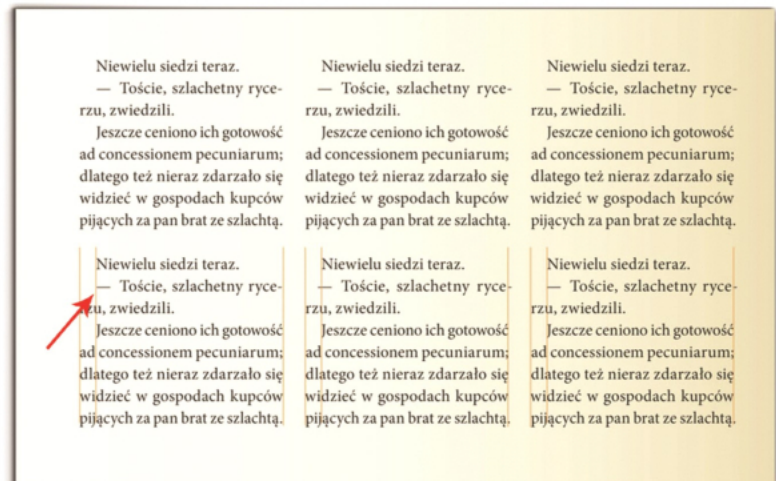 Niewielu siedzi teraz.
— Toście, szlachetny ryce-
rzu, zwiedzili.
Jeszcze ceniono ich gotowość
ad concessionem pecuniarum;
dlatego też nieraz zdarzało się
widzieć w gospodach kupców
pijących za pan brat ze szlachtą.
Niewielu siedzi teraz.
— Toście, szlachetny ryce-
rzu, zwiedzili.
Jeszcze ceniono ich gotowość
ad concessionem pecuniarum;
dlatego też nieraz zdarzało się
widzieć w gospodach kupców
pijących za pan brat ze szlachtą.
Niewielu siedzi teraz.
— Toście, szlachetny ryce-
rzu, zwiedzili.
Jeszcze ceniono ich gotowość
ad concessionem pecuniarum;
dlatego też nieraz zdarzało się
widzieć w gospodach kupców
pijących za pan brat ze szlachtą.
Niewielu siedzi teraz.
— Toście, szlachetny ryce-
rzu, zwiedzili.
Jeszcze ceniono ich gotowość
ad concessionem pecuniarum;
dlatego też nieraz zdarzało się
widzieć w gospodach kupców
pijących za pan brat ze szlachtą.
Niewielu siedzi teraz.
— Toście, szlachetny ryce-
rzu, zwiedzili.
Jeszcze ceniono ich gotowość
ad concessionem pecuniarum;
dlatego też nieraz zdarzało się
widzieć w gospodach kupców
pijących za pan brat ze szlachtą.
Niewielu siedzi teraz.
— Toście, szlachetny ryce-
rzu, zwiedzili.
Jeszcze ceniono ich gotowość
ad concessionem pecuniarum;
dlatego też nieraz zdarzało się
widzieć w gospodach kupców
pijących za pan brat ze szlachtą.